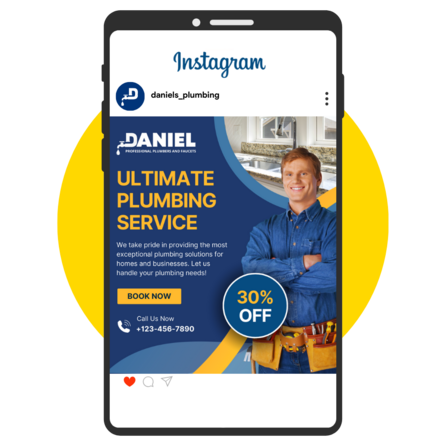 Instagram
daniels_plumbing
DANIEL
PROFESSIONAL PLUMBERS AND FAUCETS
ULTIMATE
PLUMBING
SERVICE
We take pride in providing the most
exceptional plumbing solutions for
homes and businesses. Let us
handle your plumbing needs!
BOOK NOW
30%
OFF
Call Us Now
+123-456-7890